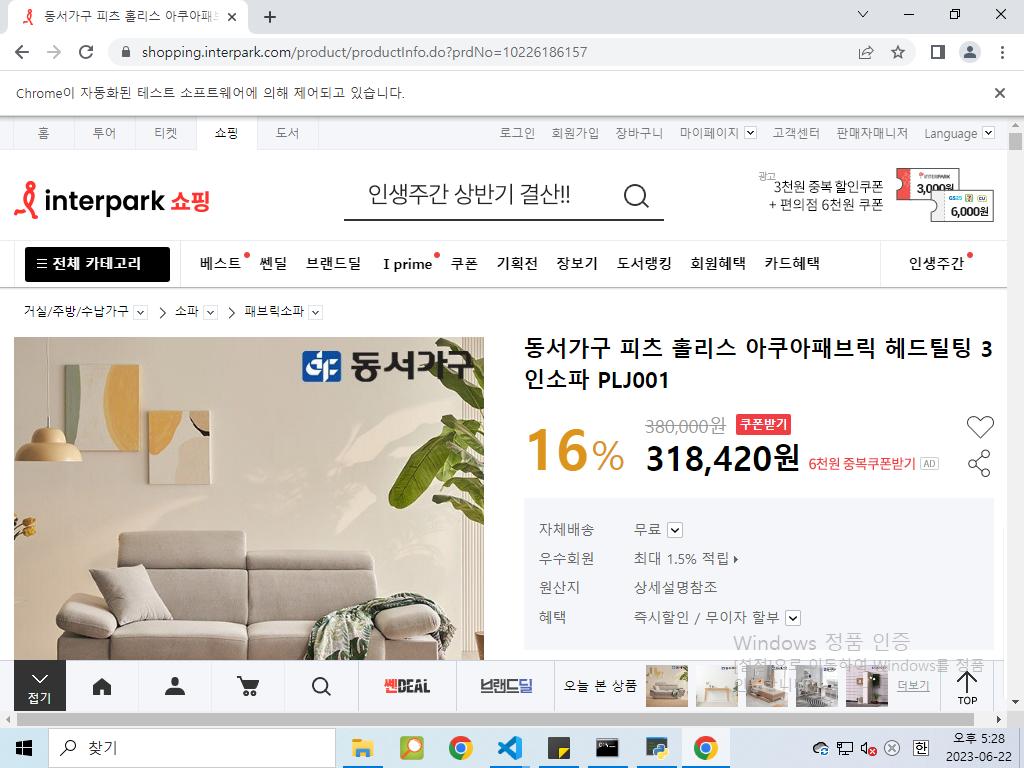 동서가구 피츠 홀리스 아쿠아패브
shopping.interpark.com/product/productInfo.do?prdNo=10226186157
Chrome이 자동화된 테스트 소프트웨어에 의해 제어되고 있습니다.
홈 투어 티켓 쇼핑 도서 로그인 회원가입 장바구니 마이페이지 고객센터 판매자매니저 Language
광고
interpark 쇼핑 인생주간 상반기 결산!! 3천원 중복 할인쿠폰 3,000원
+ 편의점 6천원 쿠폰 6,000원
전체 카테고리 베스트 쎈딜 브랜드딜 I prime 쿠폰 기획전 장보기 도서랭킹 회원혜택 카드혜택 인생주간
거실/주방/수납가구 소파 패브릭소파
동서가구
동서가구 피츠 홀리스 아쿠아패브릭 헤드틸팅 3
인소파 PLJ001
380,000원 쿠폰받기
16% 318,420원 6천원 중복쿠폰받기 AD
자체배송 무료
우수회원 최대 1.5% 적립
원산지 상세설명참조
혜택 즉시할인 / 무이자 할부
Windows 정품 인증
[설정]으로 이동하여 Windows를 정품
접기 쎈DEAL 브랜드딜 오늘 본 상품 더보기 TOP
찾기 한 오후 5:28
2023-06-22